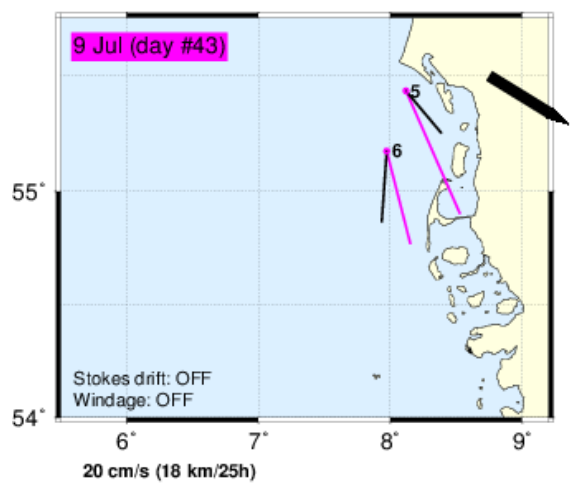 9 Jul (day #43)
5
6
55°
Stokes drift: OFF
Windage: OFF
54°
6° 7° 8° 9°
20 cm/s (18 km/25h)